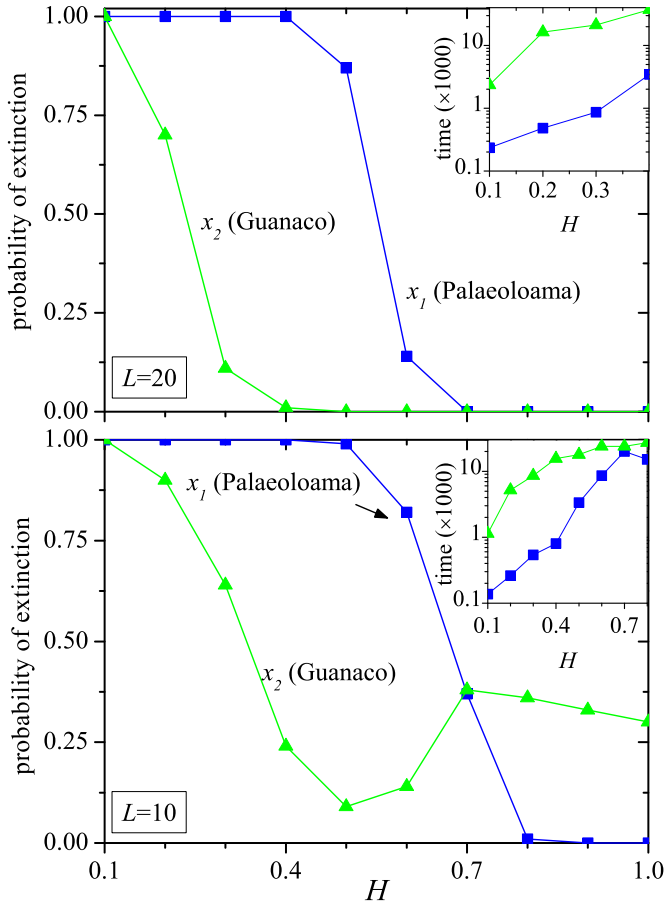 1.00
0.75
0.50
0.25
0.00
probability of extinction
x₂ (Guanaco)
x₁ (Palaeoloama)
L=20
10
1
0.1
time (×1000)
0.1 0.2 0.3
H
1.00
0.75
0.50
0.25
0.00
probability of extinction
x₁ (Palaeoloama)
x₂ (Guanaco)
L=10
10
1
0.1
time (×1000)
0.1 0.4 0.7
H
0.1 0.4 0.7 1.0
H